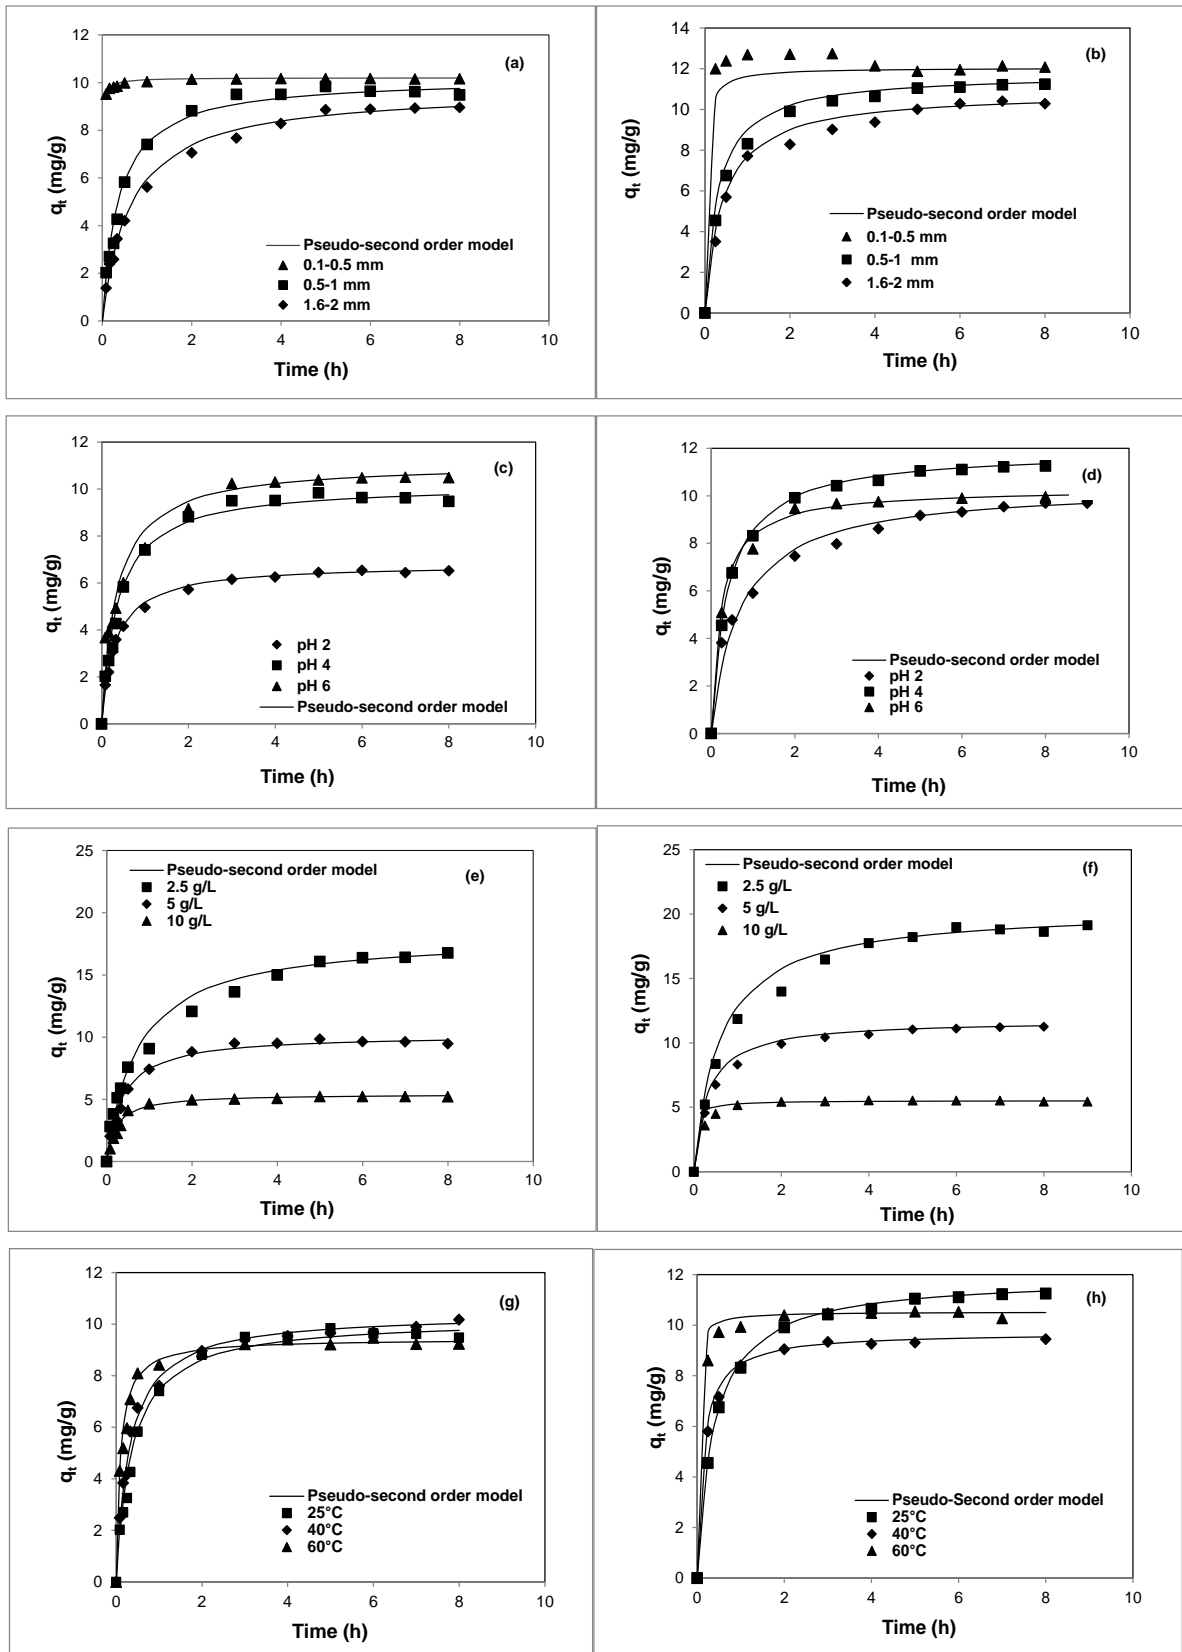 12
10
8
6
4
2
0
0 2 4 6 8 10
qt (mg/g)
Time (h)
(a)
Pseudo-second order model
0.1-0.5 mm
0.5-1 mm
1.6-2 mm
14
12
10
8
6
4
2
0
0 2 4 6 8 10
qt (mg/g)
Time (h)
(b)
Pseudo-second order model
0.1-0.5 mm
0.5-1 mm
1.6-2 mm
12
10
8
6
4
2
0
0 2 4 6 8 10
qt (mg/g)
Time (h)
(c)
pH 2
pH 4
pH 6
Pseudo-second order model
12
10
8
6
4
2
0
0 2 4 6 8 10
qt (mg/g)
Time (h)
(d)
Pseudo-second order model
pH 2
pH 4
pH 6
25
20
15
10
5
0
0 2 4 6 8 10
qt (mg/g)
Time (h)
Pseudo-second order model
(e)
2.5 g/L
5 g/L
10 g/L
25
20
15
10
5
0
0 2 4 6 8 10
qt (mg/g)
Time (h)
Pseudo-second order model
(f)
2.5 g/L
5 g/L
10 g/L
12
10
8
6
4
2
0
0 2 4 6 8 10
qt (mg/g)
Time (h)
(g)
Pseudo-second order model
25°C
40°C
60°C
12
10
8
6
4
2
0
0 2 4 6 8 10
qt (mg/g)
Time (h)
(h)
Pseudo-Second order model
25°C
40°C
60°C